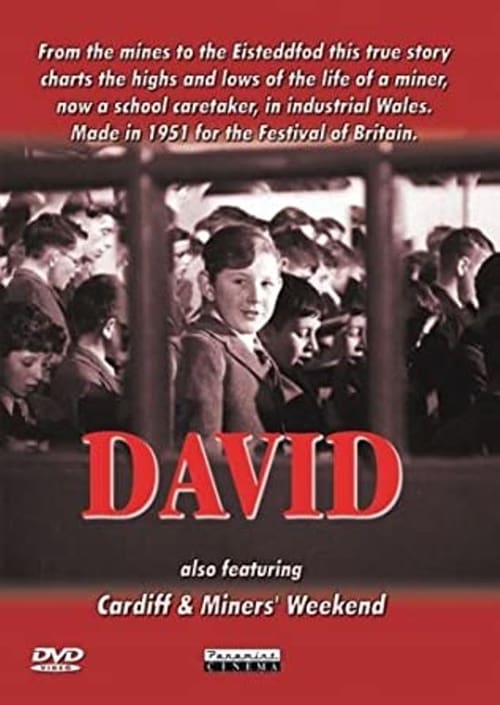 From the mines to the Eisteddfod this true story
charts the highs and lows of the life of a miner,
now a school caretaker, in industrial Wales.
Made in 1951 for the Festival of Britain.
DAVID
also featuring
Cardiff & Miners' Weekend
DVD
VIDEO
Panamint
CINEMA